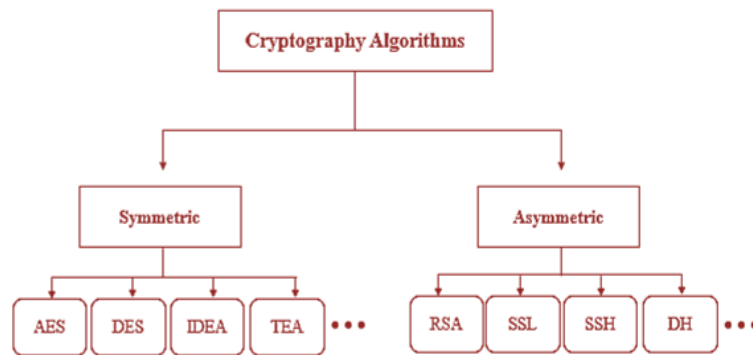 Cryptography Algorithms
Symmetric
Asymmetric
AES
DES
IDEA
TEA
•••
RSA
SSL
SSH
DH
•••